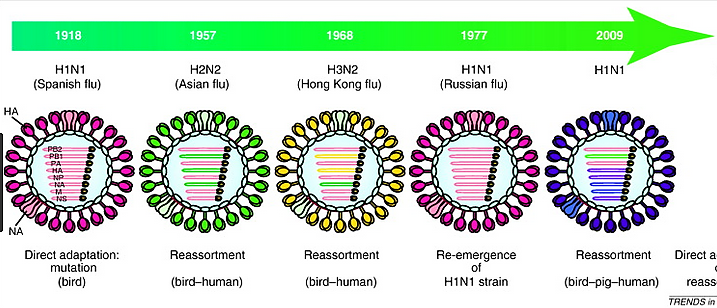 1918 1957 1968 1977 2009
H1N1 H2N2 H3N2 H1N1 H1N1
(Spanish flu) (Asian flu) (Hong Kong flu) (Russian flu)
HA
PB2
PB1
PA
HA
NP
NA
M
NS
NA
Direct adaptation: Reassortment Reassortment Re-emergence Reassortment Direct a
mutation of
(bird) (bird–human) (bird–human) H1N1 strain (bird–pig–human) reass
TRENDS in